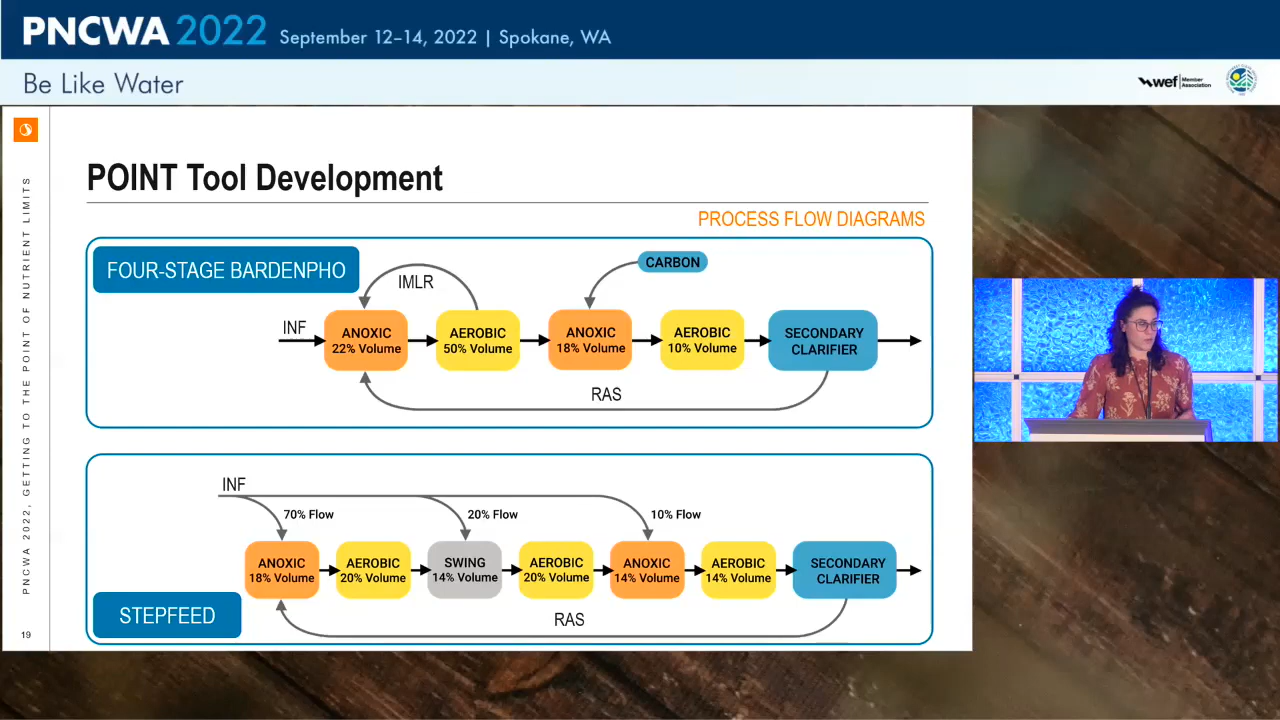 PNCWA 2022 September 12–14, 2022 | Spokane, WA
Be Like Water
wef Member Association
PNCWA 2022, GETTING TO THE POINT OF NUTRIENT LIMITS
19
POINT Tool Development
PROCESS FLOW DIAGRAMS
FOUR-STAGE BARDENPHO
CARBON
IMLR
INF
ANOXIC
22% Volume
AEROBIC
50% Volume
ANOXIC
18% Volume
AEROBIC
10% Volume
SECONDARY
CLARIFIER
RAS
INF
70% Flow
20% Flow
10% Flow
ANOXIC
18% Volume
AEROBIC
20% Volume
SWING
14% Volume
AEROBIC
20% Volume
ANOXIC
14% Volume
AEROBIC
14% Volume
SECONDARY
CLARIFIER
RAS
STEPFEED